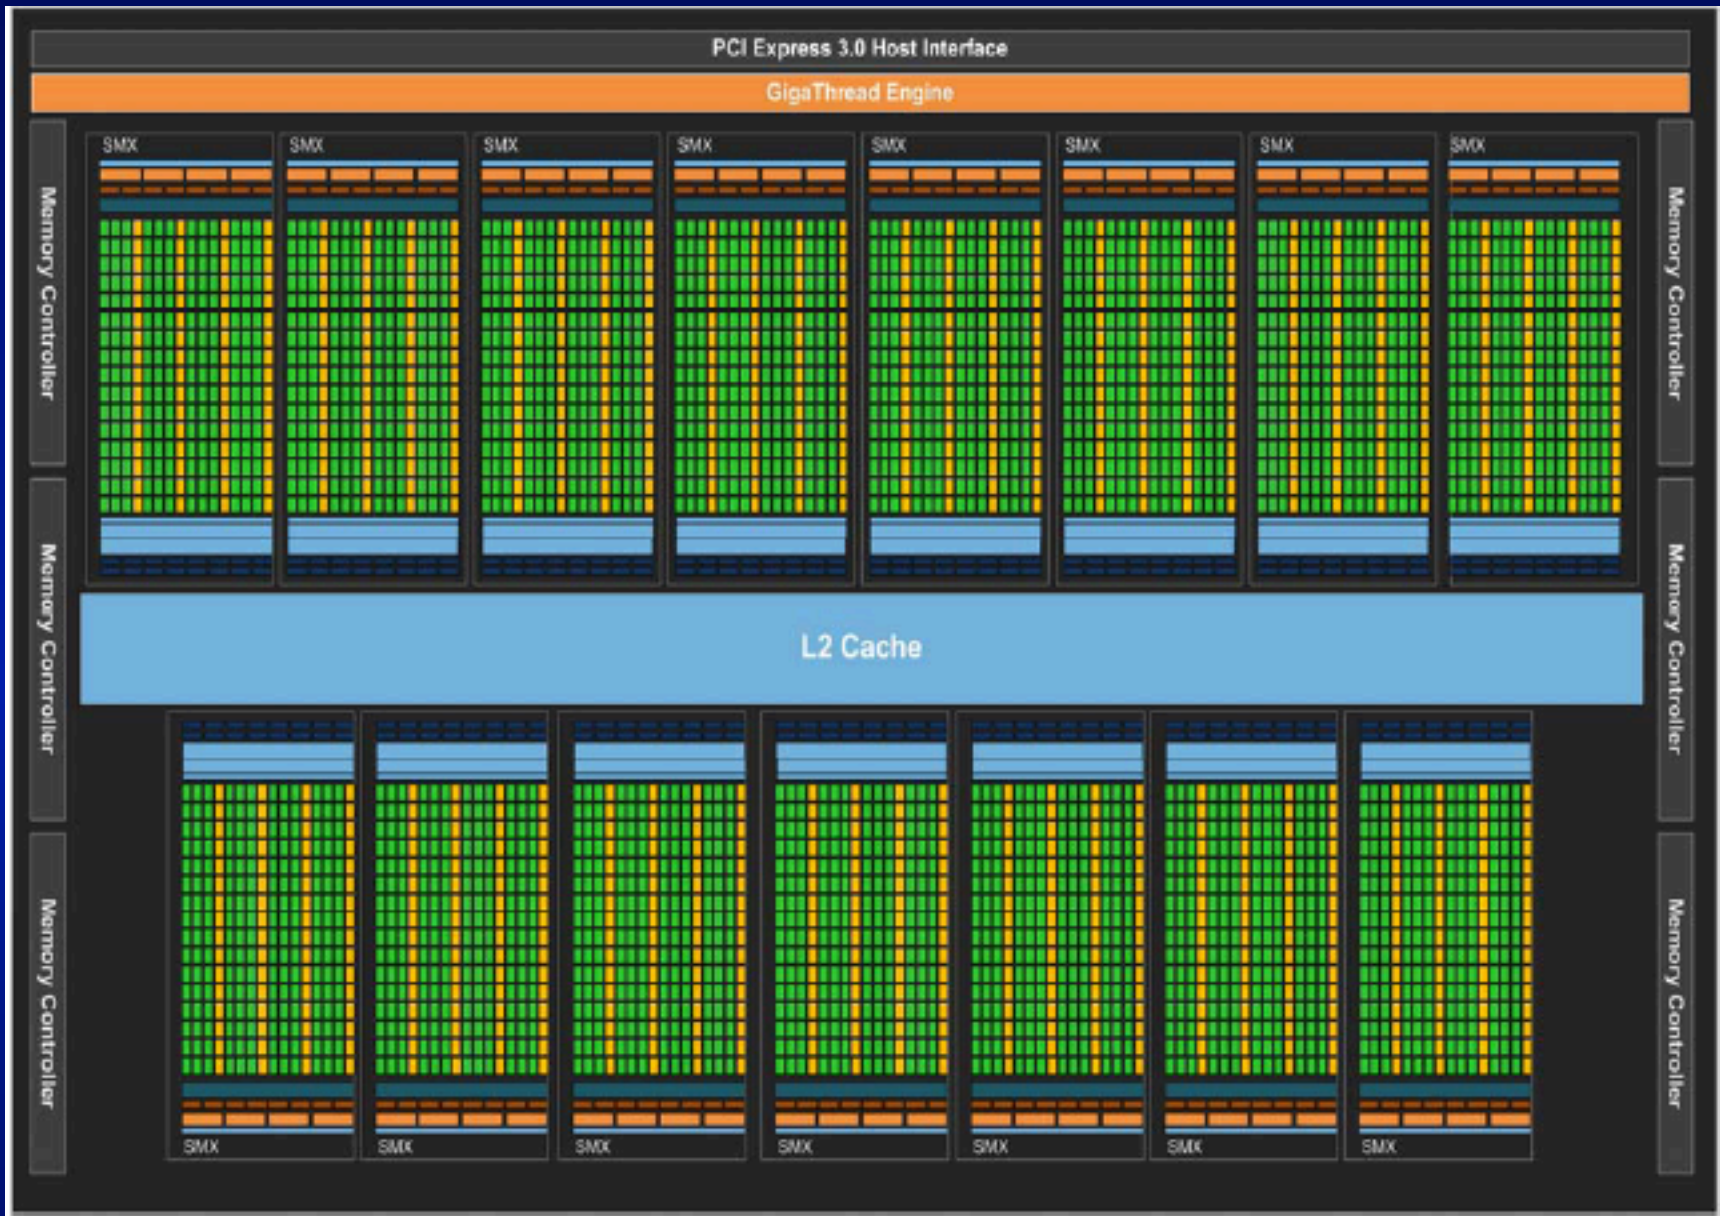 PCI Express 3.0 Host Interface
GigaThread Engine
SMX
SMX
SMX
SMX
SMX
SMX
SMX
SMX
Memory Controller
Memory Controller
Memory Controller
Memory Controller
L2 Cache
Memory Controller
Memory Controller
SMX
SMX
SMX
SMX
SMX
SMX
SMX